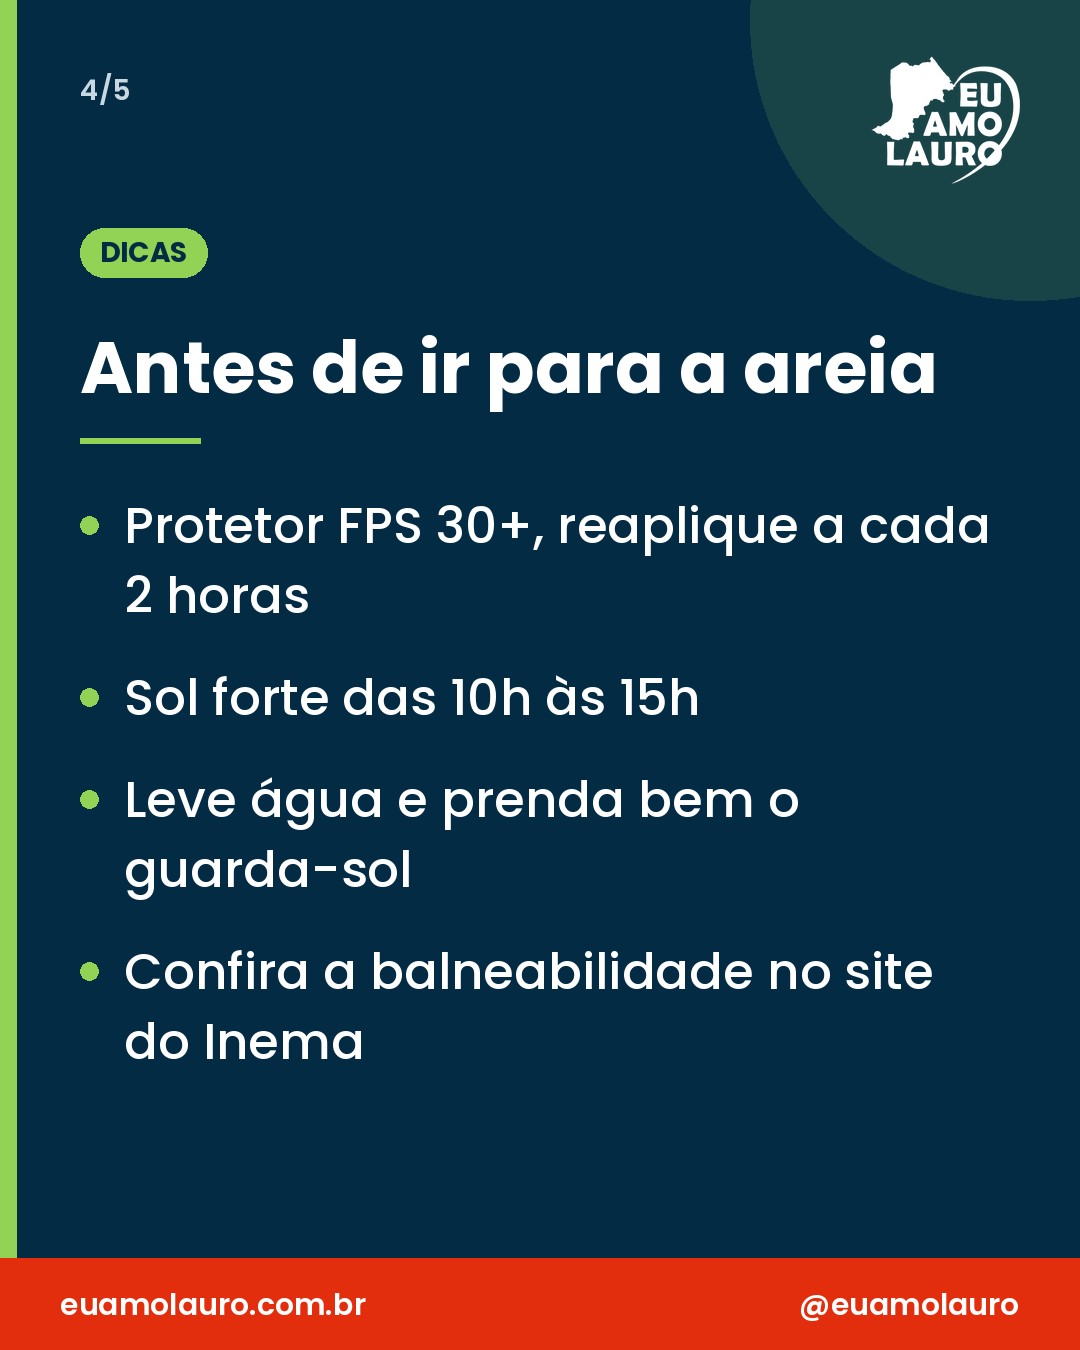 4/5
EU
AMO
LAURO
DICAS
Antes de ir para a areia
Protetor FPS 30+, reaplique a cada
2 horas
Sol forte das 10h às 15h
Leve água e prenda bem o
guarda-sol
Confira a balneabilidade no site
do Inema
euamolauro.com.br
@euamolauro